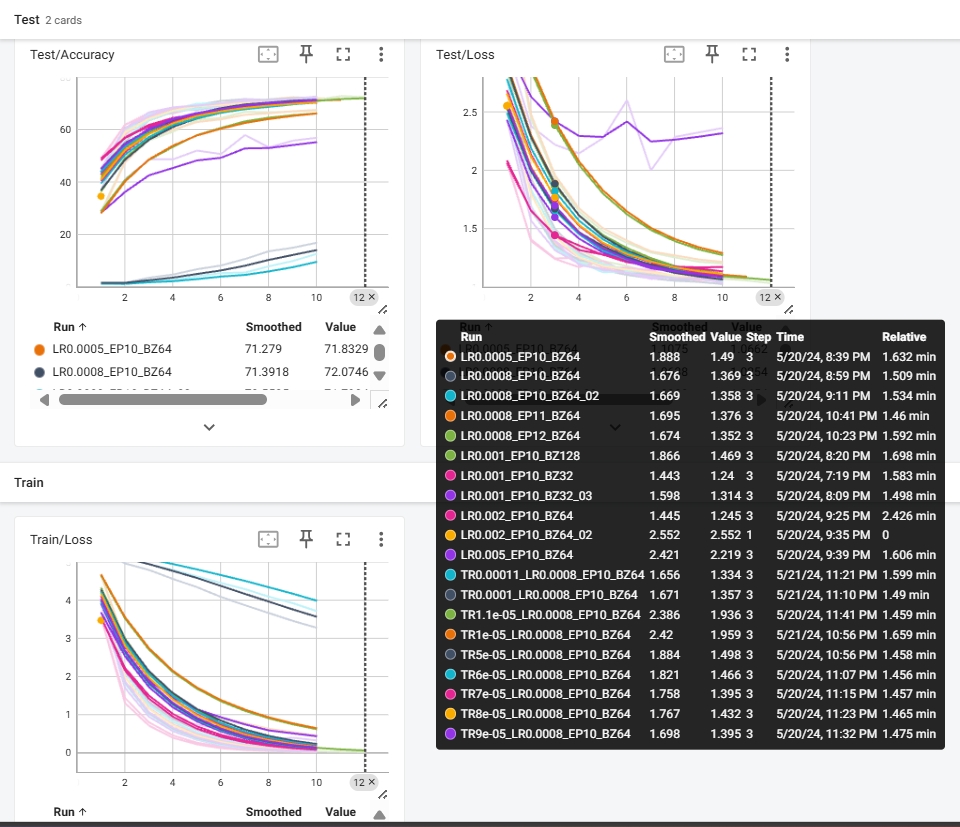 Test 2 cards
Test/Accuracy
Test/Loss
60
40
20
2 4 6 8 10 12 ×
2.5
2
1.5
2 4 6 8 10 12 ×
Run ↑ Smoothed Value
LR0.0005_EP10_BZ64 71.279 71.8329
LR0.0008_EP10_BZ64 71.3918 72.0746
Run Smoothed Value Step Time Relative
LR0.0005_EP10_BZ64 1.888 1.49 3 5/20/24, 8:39 PM 1.632 min
LR0.0008_EP10_BZ64 1.676 1.369 3 5/20/24, 8:59 PM 1.509 min
LR0.0008_EP10_BZ64_02 1.669 1.358 3 5/20/24, 9:11 PM 1.534 min
LR0.0008_EP11_BZ64 1.695 1.376 3 5/20/24, 10:41 PM 1.46 min
LR0.0008_EP12_BZ64 1.674 1.352 3 5/20/24, 10:23 PM 1.592 min
LR0.001_EP10_BZ128 1.866 1.469 3 5/20/24, 8:20 PM 1.698 min
LR0.001_EP10_BZ32 1.443 1.24 3 5/20/24, 7:19 PM 1.583 min
LR0.001_EP10_BZ32_03 1.598 1.314 3 5/20/24, 8:09 PM 1.498 min
LR0.002_EP10_BZ64 1.445 1.245 3 5/20/24, 9:25 PM 2.426 min
LR0.002_EP10_BZ64_02 2.552 2.552 1 5/20/24, 9:35 PM 0
LR0.005_EP10_BZ64 2.421 2.219 3 5/20/24, 9:39 PM 1.606 min
TR0.00011_LR0.0008_EP10_BZ64 1.656 1.334 3 5/21/24, 11:21 PM 1.599 min
TR0.0001_LR0.0008_EP10_BZ64 1.671 1.357 3 5/21/24, 11:10 PM 1.49 min
TR1.1e-05_LR0.0008_EP10_BZ64 2.386 1.936 3 5/20/24, 11:41 PM 1.459 min
TR1e-05_LR0.0008_EP10_BZ64 2.42 1.959 3 5/21/24, 10:56 PM 1.659 min
TR5e-05_LR0.0008_EP10_BZ64 1.884 1.498 3 5/20/24, 10:56 PM 1.458 min
TR6e-05_LR0.0008_EP10_BZ64 1.821 1.466 3 5/20/24, 11:07 PM 1.456 min
TR7e-05_LR0.0008_EP10_BZ64 1.758 1.395 3 5/20/24, 11:15 PM 1.457 min
TR8e-05_LR0.0008_EP10_BZ64 1.767 1.432 3 5/20/24, 11:23 PM 1.465 min
TR9e-05_LR0.0008_EP10_BZ64 1.698 1.395 3 5/20/24, 11:32 PM 1.475 min
Train
Train/Loss
4
3
2
1
0
2 4 6 8 10 12 ×
Run ↑ Smoothed Value